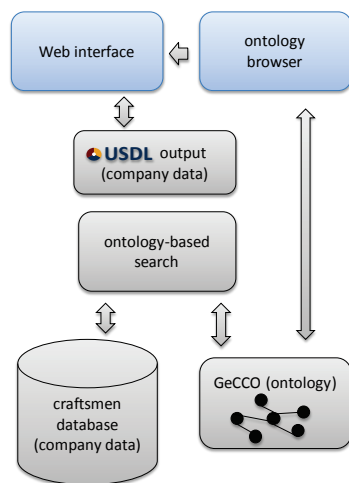 Web interface
ontology
browser
USDL output
(company data)
ontology-based
search
craftsmen
database
(company data)
GeCCO (ontology)